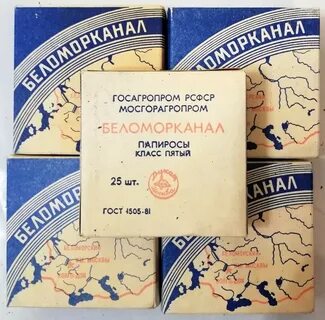 БЕЛОМОРКАНАЛ
БЕЛОМОРКАНАЛ
ГОСАГРОПРОМ РСФСР
МОСГОРАГРОПРОМ
БЕЛОМОРКАНАЛ
ПАПИРОСЫ
КЛАСС ПЯТЫЙ
25 шт.
ГОСТ 1505-81
БЕЛОМОРКАНАЛ
БЕЛОМОРКАНАЛ